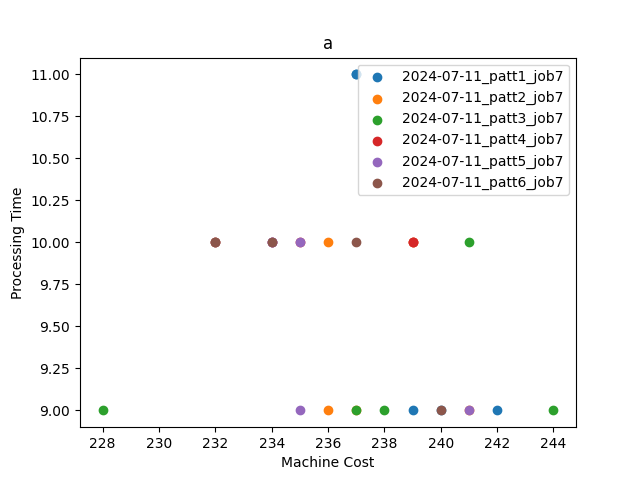 a
11.00
10.75
10.50
10.25
10.00
9.75
9.50
9.25
9.00
Processing Time
2024-07-11_patt1_job7
2024-07-11_patt2_job7
2024-07-11_patt3_job7
2024-07-11_patt4_job7
2024-07-11_patt5_job7
2024-07-11_patt6_job7
228 230 232 234 236 238 240 242 244
Machine Cost